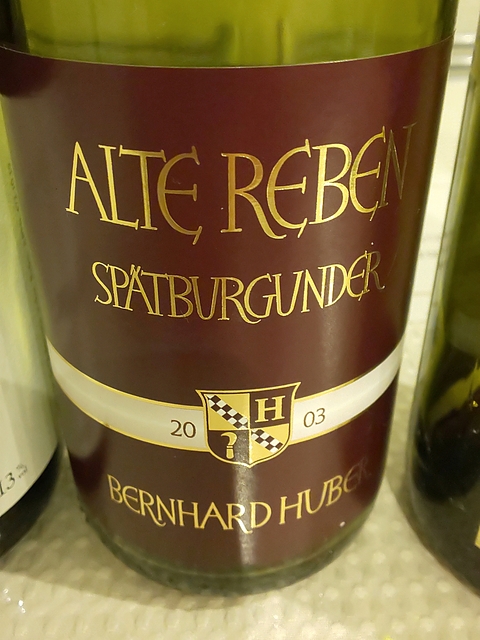 ALTE REBEN
SPÄTBURGUNDER
20 H 03
BERNHARD HUBER